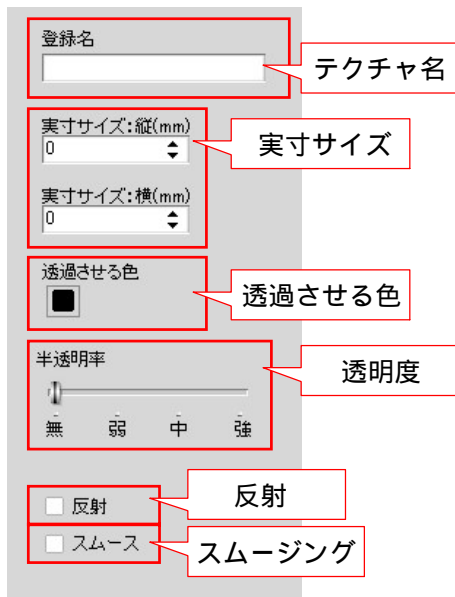 登録名
テクチャ名
実寸サイズ:縦(mm)
0
実寸サイズ
実寸サイズ:横(mm)
0
透過させる色
透過させる色
半透明率
透明度
無 弱 中 強
反射
反射
スムース
スムージング